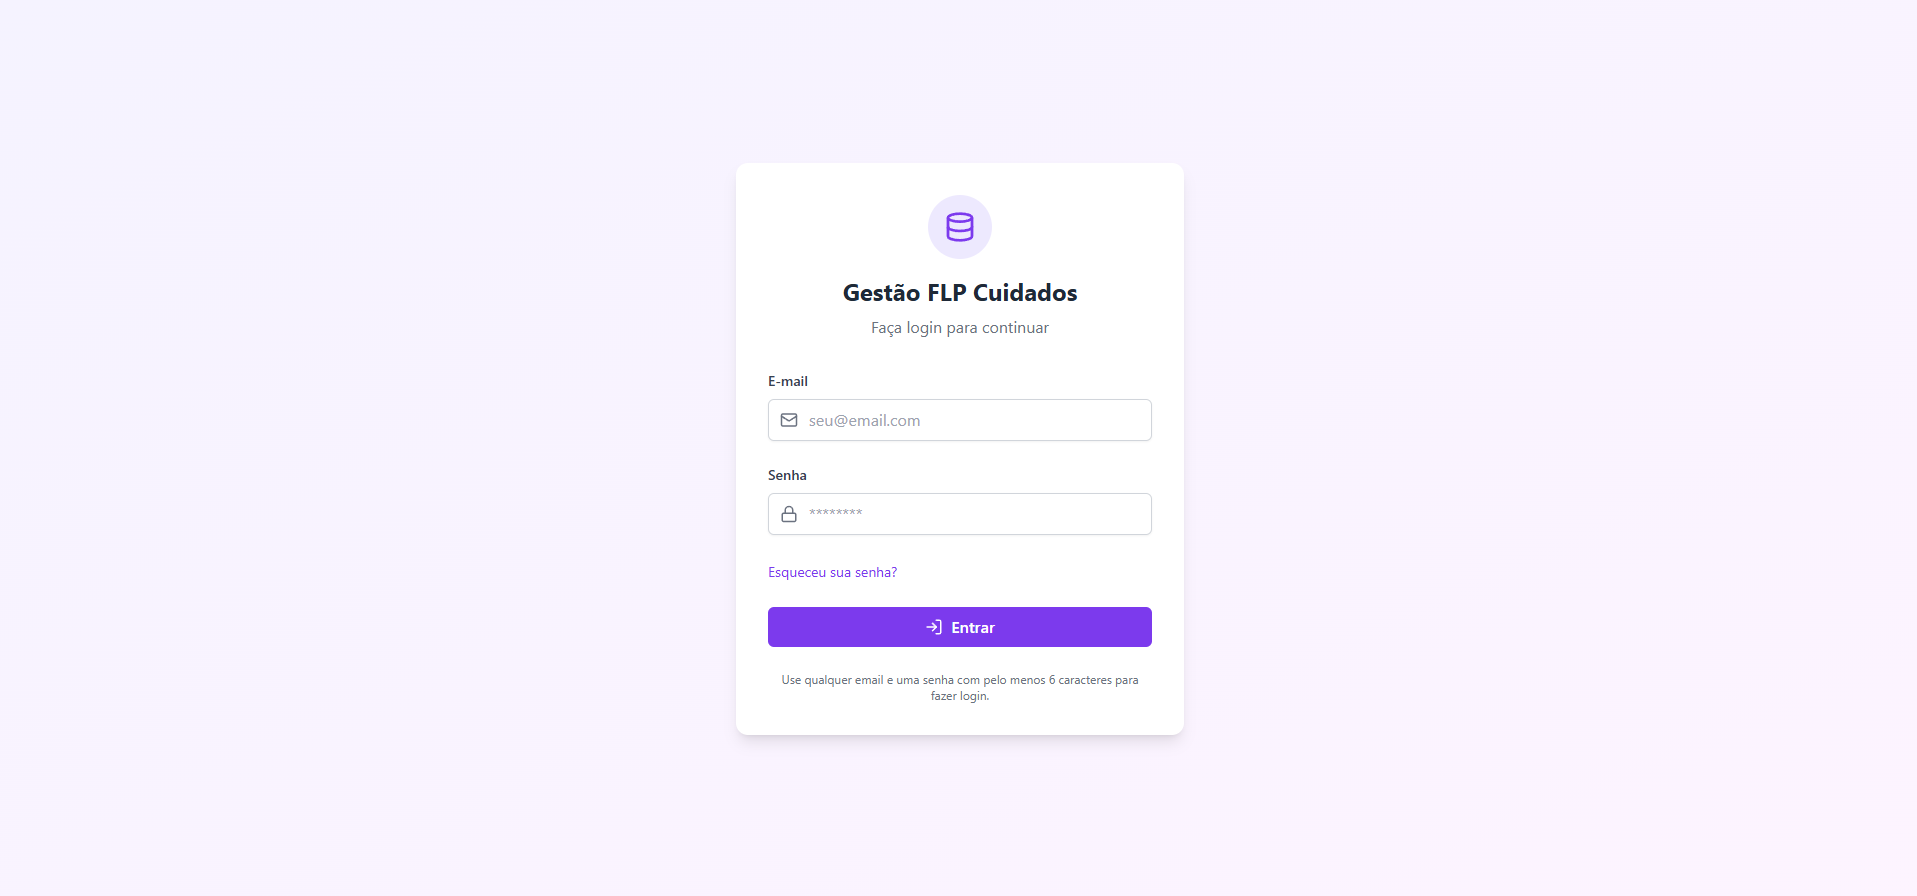 Gestão FLP Cuidados
Faça login para continuar
E-mail
seu@email.com
Senha
********
Esqueceu sua senha?
Entrar
Use qualquer email e uma senha com pelo menos 6 caracteres para
fazer login.